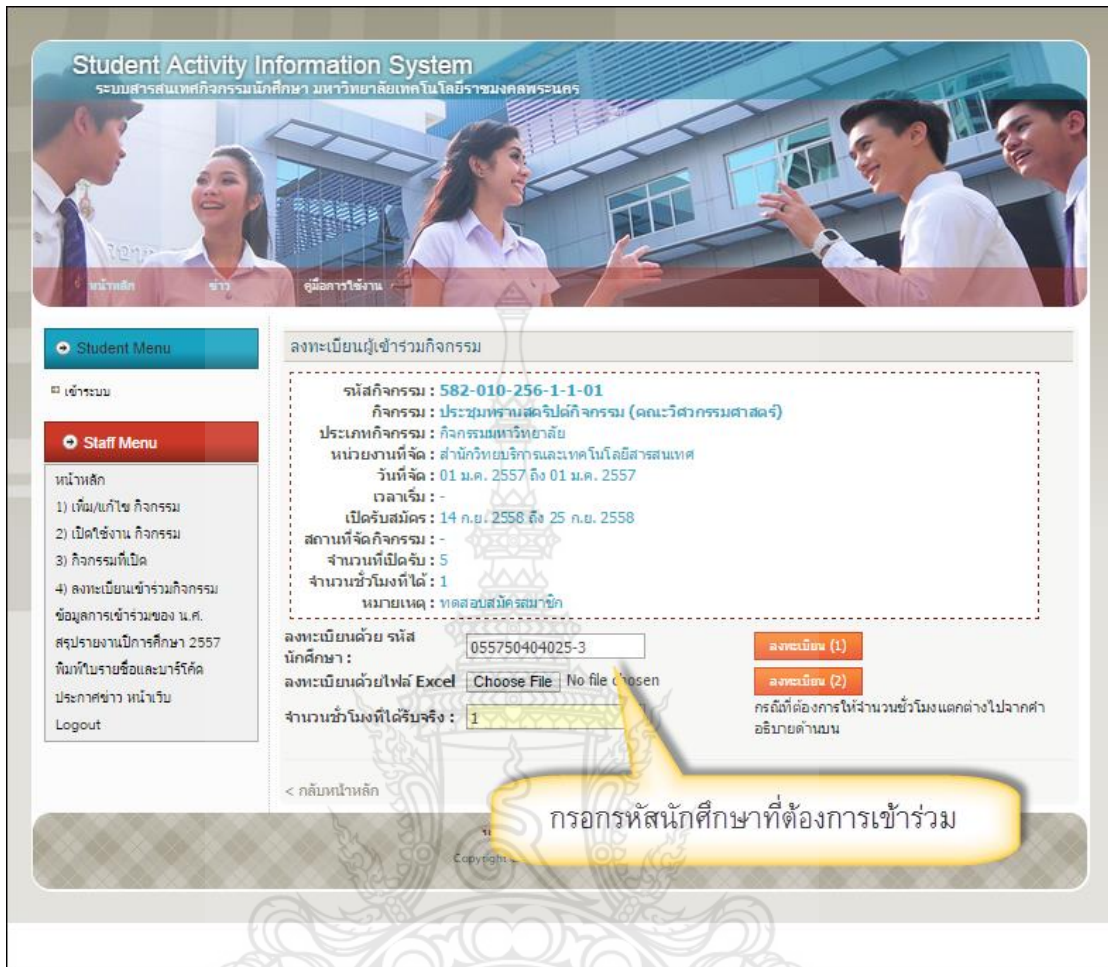 Student Activity Information System
ระบบสารสนเทศกิจกรรมนักศึกษา มหาวิทยาลัยเทคโนโลยีราชมงคลพระนคร
หน้าหลัก ข่าว คู่มือการใช้งาน
Student Menu
เข้าระบบ
Staff Menu
หน้าหลัก
1) เพิ่ม/แก้ไข กิจกรรม
2) เปิดใช้งาน กิจกรรม
3) กิจกรรมที่เปิด
4) ลงทะเบียนเข้าร่วมกิจกรรม
ข้อมูลการเข้าร่วมของ น.ศ.
สรุปรายงานปีการศึกษา 2557
พิมพ์ใบรายชื่อและบาร์โค้ด
ประกาศข่าว หน้าเว็บ
Logout
ลงทะเบียนผู้เข้าร่วมกิจกรรม
รหัสกิจกรรม : 582-010-256-1-1-01
กิจกรรม : ประชุมทรานสคริปต์กิจกรรม (คณะวิศวกรรมศาสตร์)
ประเภทกิจกรรม : กิจกรรมมหาวิทยาลัย
หน่วยงานที่จัด : สำนักวิทยบริการและเทคโนโลยีสารสนเทศ
วันที่จัด : 01 ม.ค. 2557 ถึง 01 ม.ค. 2557
เวลาเริ่ม : -
เปิดรับสมัคร : 14 ก.ย. 2558 ถึง 25 ก.ย. 2558
สถานที่จัดกิจกรรม : -
จำนวนที่เปิดรับ : 5
จำนวนชั่วโมงที่ได้ : 1
หมายเหตุ : ทดสอบสมัครสมาชิก
ลงทะเบียนด้วย รหัส
นักศึกษา : 055750404025-3 ลงทะเบียน (1)
ลงทะเบียนด้วยไฟล์ Excel Choose File No file chosen ลงทะเบียน (2)
จำนวนชั่วโมงที่ได้รับจริง : 1 กรณีที่ต้องการให้จำนวนชั่วโมงแตกต่างไปจากคำ
อธิบายด้านบน
< กลับหน้าหลัก
กรอกรหัสนักศึกษาที่ต้องการเข้าร่วม
Copyright